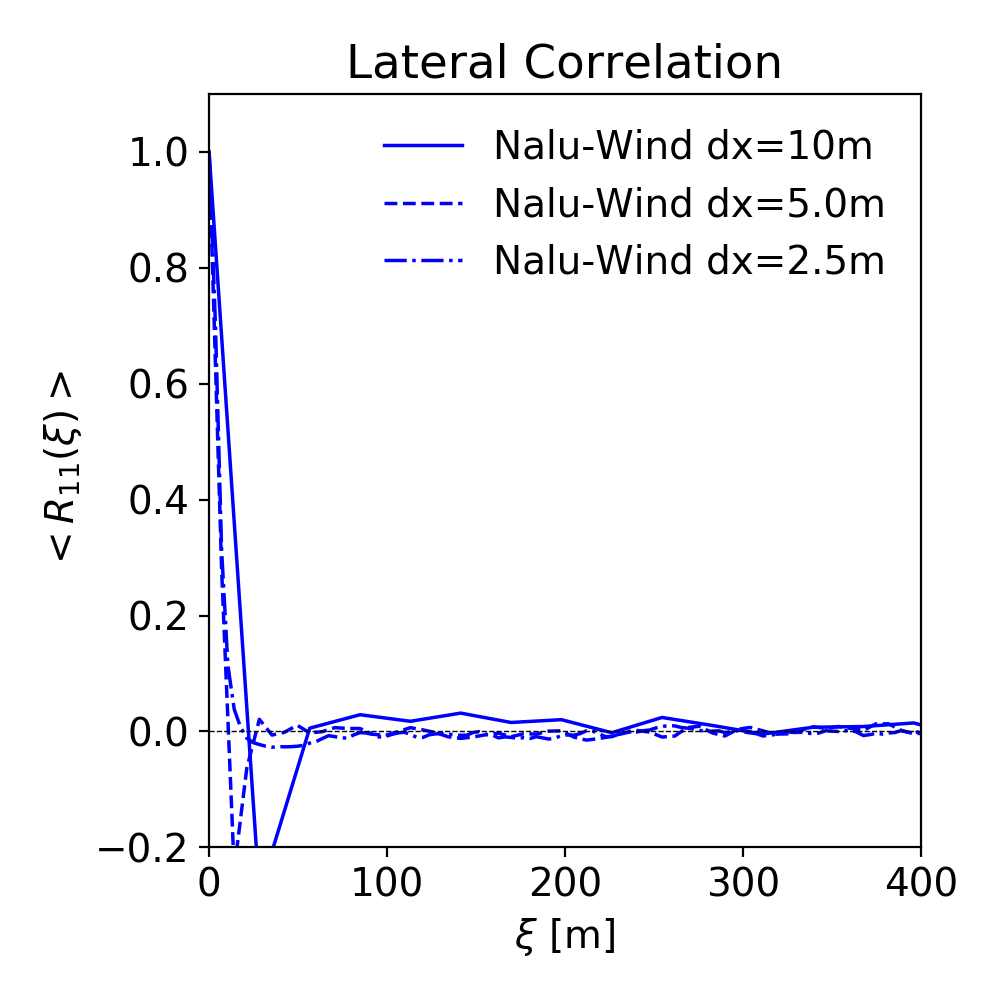 Lateral Correlation
Nalu-Wind dx=10m
Nalu-Wind dx=5.0m
Nalu-Wind dx=2.5m
1.0
0.8
0.6
0.4
0.2
0.0
−0.2
< R₁₁(ξ) >
0 100 200 300 400
ξ [m]